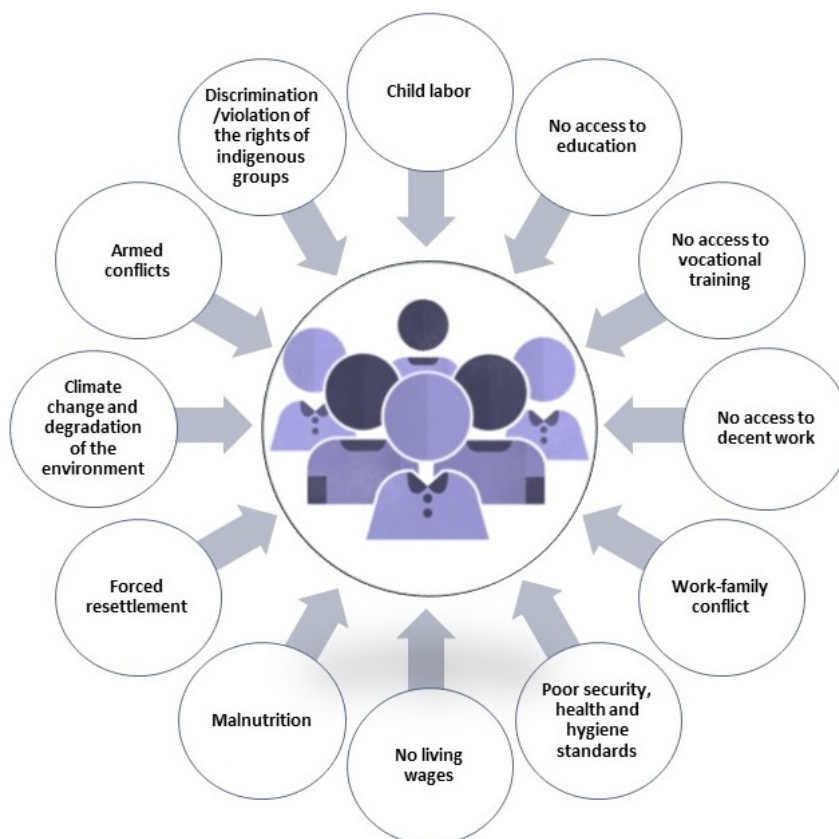 Child labor
No access to
education
No access to
vocational
training
No access to
decent work
Work-family
conflict
Poor security,
health and
hygiene
standards
No living
wages
Malnutrition
Forced
resettlement
Climate
change and
degradation
of the
environment
Armed
conflicts
Discrimination
/violation of
the rights of
indigenous
groups